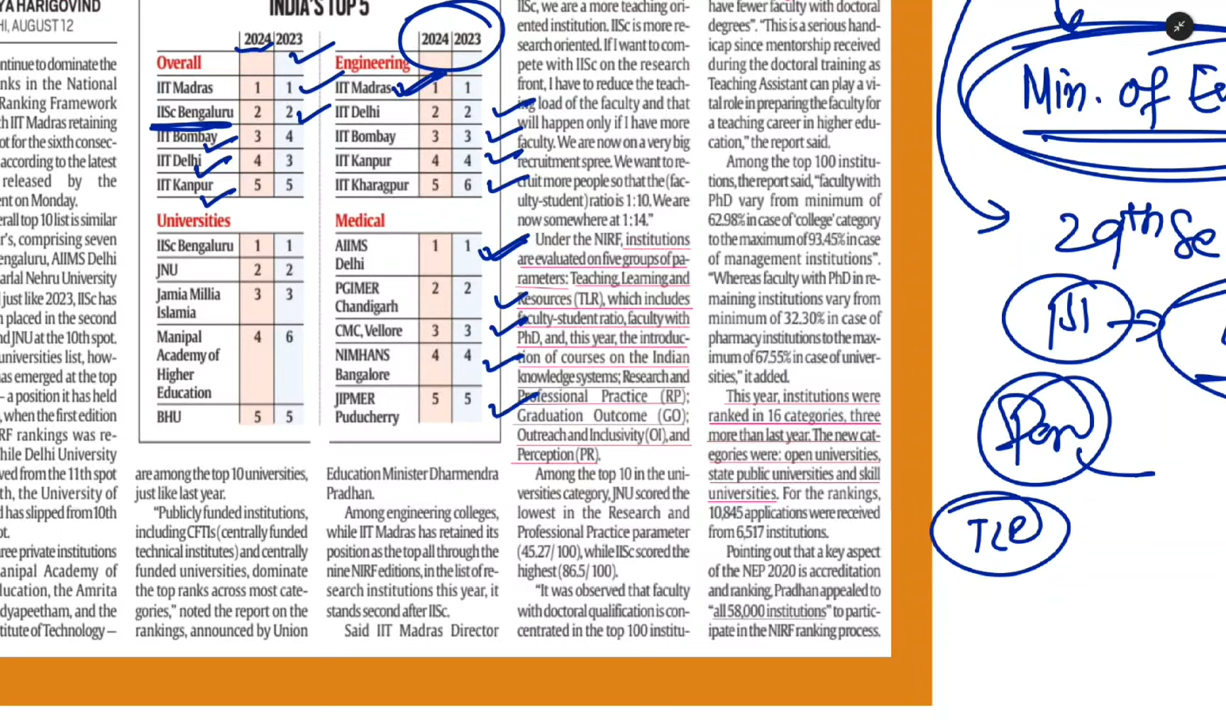 YA HARIGOVIND
HI, AUGUST 12
ntinue to dominate the
nks in the National
Ranking Framework
th IIT Madras retaining
ot for the sixth consec-
according to the latest
released by the
ent on Monday.
erall top 10 list is similar
r's, comprising seven
engaluru, AIIMS Delhi
arlal Nehru University
just like 2023, IISc has
n placed in the second
nd JNU at the 10th spot.
universities list, how-
as emerged at the top
– a position it has held
, when the first edition
RF rankings was re-
hile Delhi University
ved from the 11th spot
th, the University of
d has slipped from 10th
ot.
ree private institutions
anipal Academy of
ducation, the Amrita
dyapeetham, and the
titute of Technology –
INDIA'S TOP 5
2024 2023
Overall
IIT Madras 1 1
IISc Bengaluru 2 2
IIT Bombay 3 4
IIT Delhi 4 3
IIT Kanpur 5 5
Universities
IISc Bengaluru 1 1
JNU 2 2
Jamia Millia 3 3
Islamia
Manipal 4 6
Academy of
Higher
Education
BHU 5 5
2024 2023
Engineering
IIT Madras 1 1
IIT Delhi 2 2
IIT Bombay 3 3
IIT Kanpur 4 4
IIT Kharagpur 5 6
Medical
AIIMS 1 1
Delhi
PGIMER 2 2
Chandigarh
CMC, Vellore 3 3
NIMHANS 4 4
Bangalore
JIPMER 5 5
Puducherry
are among the top 10 universities,
just like last year.
"Publicly funded institutions,
including CFTIs (centrally funded
technical institutes) and centrally
funded universities, dominate
the top ranks across most cate-
gories," noted the report on the
rankings, announced by Union
Education Minister Dharmendra
Pradhan.
Among engineering colleges,
while IIT Madras has retained its
position as the top all through the
nine NIRF editions, in the list of re-
search institutions this year, it
stands second after IISc.
Said IIT Madras Director
IISc, we are a more teaching ori-
ented institution. IISc is more re-
search oriented. If I want to com-
pete with IISc on the research
front, I have to reduce the teach-
ing load of the faculty and that
will happen only if I have more
faculty. We are now on a very big
recruitment spree. We want to re-
cruit more people so that the (fac-
ulty-student) ratio is 1:10. We are
now somewhere at 1:14."
Under the NIRF, institutions
are evaluated on five groups of pa-
rameters: Teaching, Learning and
Resources (TLR), which includes
faculty-student ratio, faculty with
PhD, and, this year, the introduc-
tion of courses on the Indian
knowledge systems; Research and
Professional Practice (RP);
Graduation Outcome (GO);
Outreach and Inclusivity (OI), and
Perception (PR).
Among the top 10 in the uni-
versities category, JNU scored the
lowest in the Research and
Professional Practice parameter
(45.27/ 100), while IISc scored the
highest (86.5/ 100).
"It was observed that faculty
with doctoral qualification is con-
centrated in the top 100 institu-
have fewer faculty with doctoral
degrees". "This is a serious hand-
icap since mentorship received
during the doctoral training as
Teaching Assistant can play a vi-
tal role in preparing the faculty for
a teaching career in higher edu-
cation," the report said.
Among the top 100 institu-
tions, the report said, "faculty with
PhD vary from minimum of
62.98% in case of 'college' category
to the maximum of 93.45% in case
of management institutions".
"Whereas faculty with PhD in re-
maining institutions vary from
minimum of 32.30% in case of
pharmacy institutions to the max-
imum of 67.55% in case of univer-
sities," it added.
This year, institutions were
ranked in 16 categories, three
more than last year. The new cat-
egories were: open universities,
state public universities and skill
universities. For the rankings,
10,845 applications were received
from 6,517 institutions.
Pointing out that a key aspect
of the NEP 2020 is accreditation
and ranking, Pradhan appealed to
"all 58,000 institutions" to partic-
ipate in the NIRF ranking process.
Min. of E
29th Se
TLR